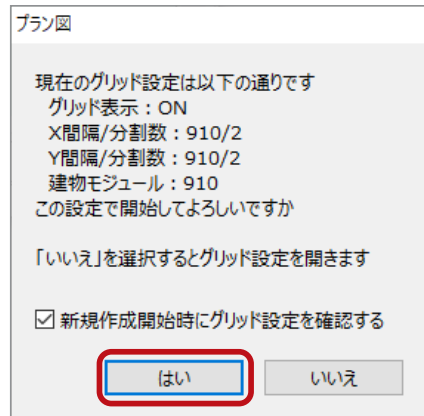 プラン図
現在のグリッド設定は以下の通りです
グリッド表示：ON
X間隔/分割数：910/2
Y間隔/分割数：910/2
建物モジュール：910
この設定で開始してよろしいですか
「いいえ」を選択するとグリッド設定を開きます
新規作成開始時にグリッド設定を確認する
はい
いいえ